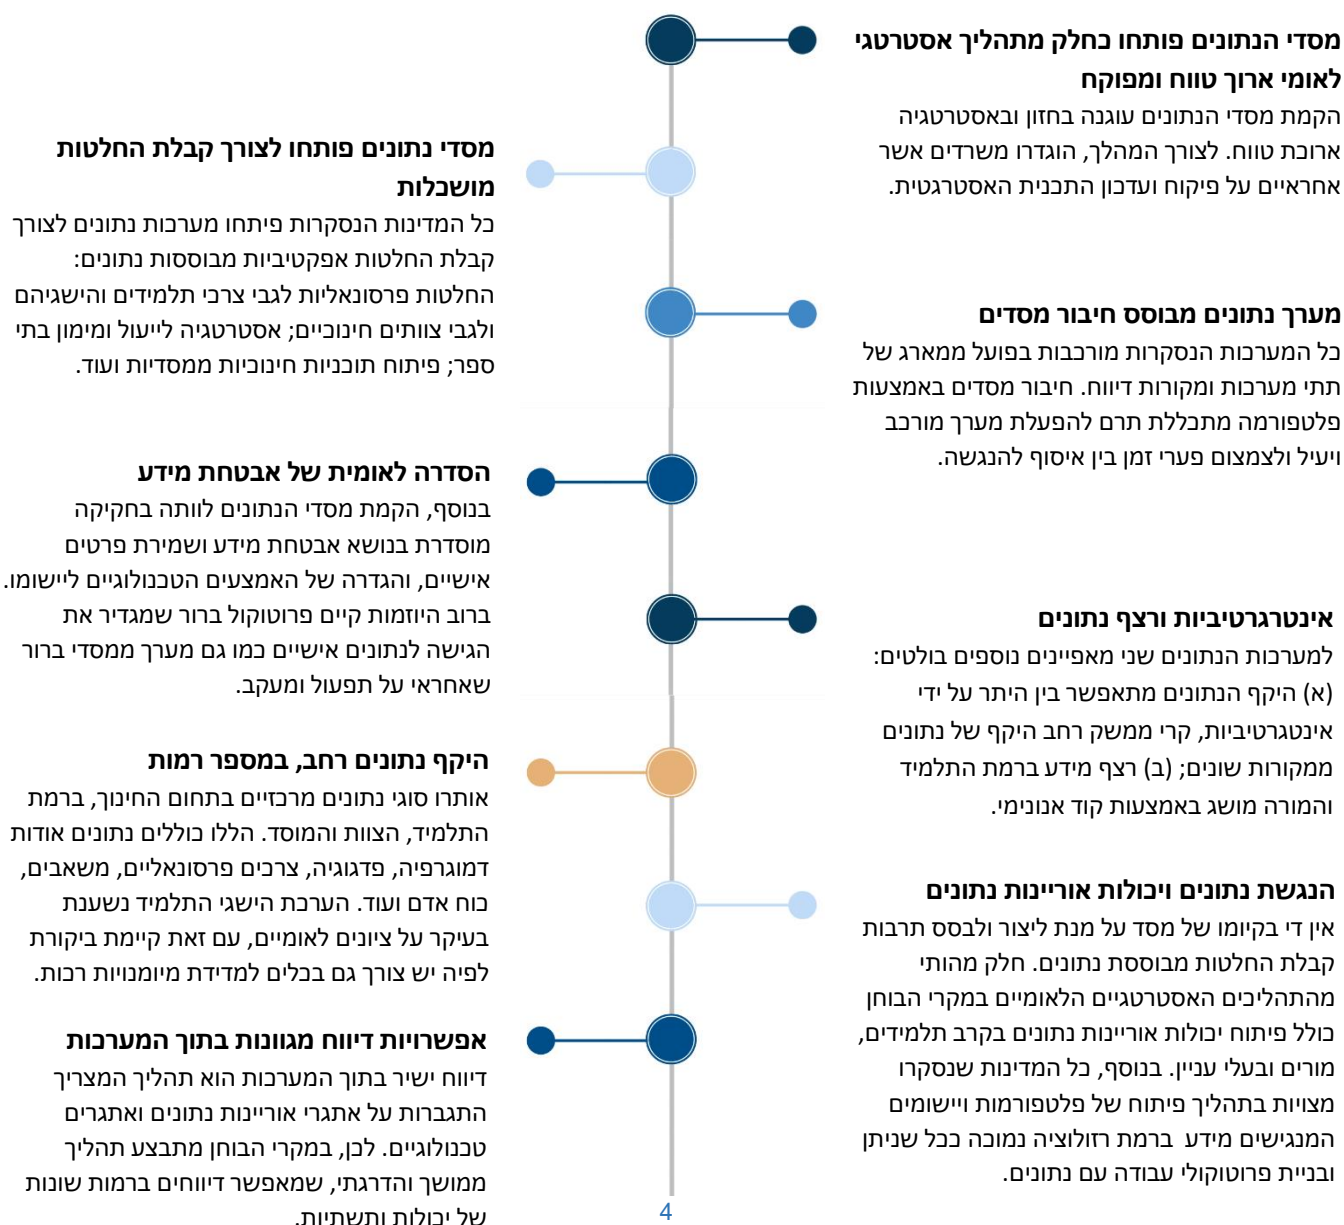 מסדי הנתונים פותחו כחלק מתהליך אסטרטגי
לאומי ארוך טווח ומפוקח
הקמת מסדי הנתונים עוגנה בחזון ובאסטרטגיה
ארוכת טווח. לצורך המהלך, הוגדרו משרדים אשר
אחראיים על פיקוח ועדכון התכנית האסטרטגית.
מסדי נתונים פותחו לצורך קבלת החלטות
מושכלות
כל המדינות הנסקרות פיתחו מערכות נתונים לצורך
קבלת החלטות אפקטיביות מבוססות נתונים:
החלטות פרסונאליות לגבי צרכי תלמידים והישגיהם
ולגבי צוותים חינוכיים; אסטרטגיה לייעול ומימון בתי
ספר; פיתוח תוכניות חינוכיות ממסדיות ועוד.
מערך נתונים מבוסס חיבור מסדים
כל המערכות הנסקרות מורכבות בפועל ממארג של
תתי מערכות ומקורות דיווח. חיבור מסדים באמצעות
פלטפורמה מתכללת תרם להפעלת מערך מורכב
ויעיל ולצמצום פערי זמן בין איסוף להנגשה.
הסדרה לאומית של אבטחת מידע
בנוסף, הקמת מסדי הנתונים לוותה בחקיקה
מוסדרת בנושא אבטחת מידע ושמירת פרטים
אישיים, והגדרה של האמצעים הטכנולוגיים ליישומו.
ברוב היוזמות קיים פרוטוקול ברור שמגדיר את
הגישה לנתונים אישיים כמו גם מערך ממסדי ברור
שאחראי על תפעול ומעקב.
אינטרגרטיביות ורצף נתונים
למערכות הנתונים שני מאפיינים נוספים בולטים:
(א) היקף הנתונים מתאפשר בין היתר על ידי
אינטגרטיביות, קרי ממשק רחב היקף של נתונים
ממקורות שונים; (ב) רצף מידע ברמת התלמיד
והמורה מושג באמצעות קוד אנונימי.
היקף נתונים רחב, במספר רמות
אותרו סוגי נתונים מרכזיים בתחום החינוך, ברמת
התלמיד, הצוות והמוסד. הללו כוללים נתונים אודות
דמוגרפיה, פדגוגיה, צרכים פרסונאליים, משאבים,
כוח אדם ועוד. הערכת הישגי התלמיד נשענת
בעיקר על ציונים לאומיים, עם זאת קיימת ביקורת
לפיה יש צורך גם בכלים למדידת מיומנויות רכות.
הנגשת נתונים ויכולות אוריינות נתונים
אין די בקיומו של מסד על מנת ליצור ולבסס תרבות
קבלת החלטות מבוססת נתונים. חלק מהותי
מהתהליכים האסטרטגיים הלאומיים במקרי הבוחן
כולל פיתוח יכולות אוריינות נתונים בקרב תלמידים,
מורים ובעלי עניין. בנוסף, כל המדינות שנסקרו
מצויות בתהליך פיתוח של פלטפורמות ויישומים
המנגישים מידע ברמת רזולוציה נמוכה ככל שניתן
ובניית פרוטוקולי עבודה עם נתונים.
אפשרויות דיווח מגוונות בתוך המערכות
דיווח ישיר בתוך המערכות הוא תהליך המצריך
התגברות על אתגרי אוריינות נתונים ואתגרים
טכנולוגיים. לכן, במקרי הבוחן מתבצע תהליך
ממושך והדרגתי, שמאפשר דיווחים ברמות שונות
של יכולות ותשתיות.
4